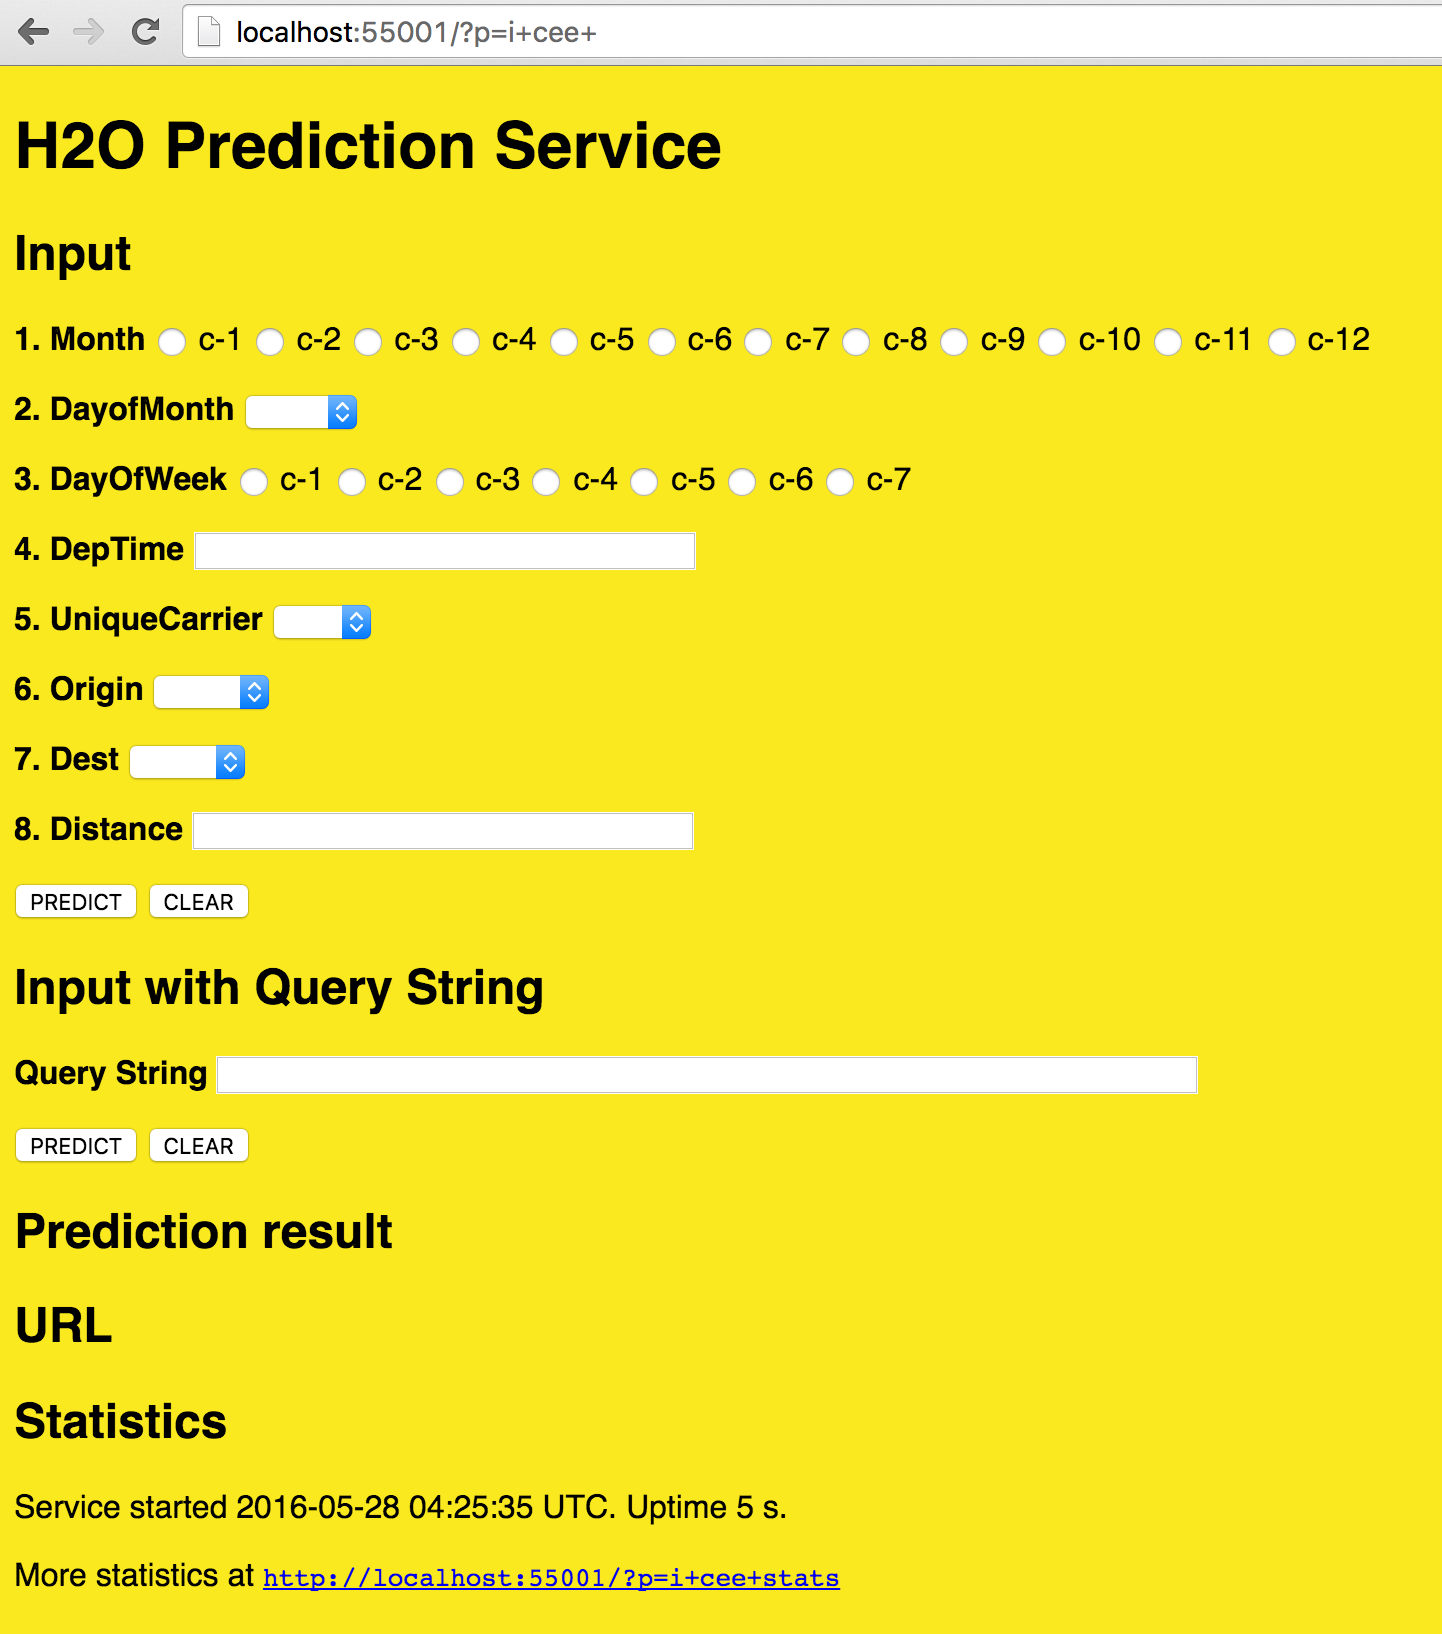 localhost:55001/?p=i+cee+
H2O Prediction Service
Input
1. Month c-1 c-2 c-3 c-4 c-5 c-6 c-7 c-8 c-9 c-10 c-11 c-12
2. DayofMonth
3. DayOfWeek c-1 c-2 c-3 c-4 c-5 c-6 c-7
4. DepTime
5. UniqueCarrier
6. Origin
7. Dest
8. Distance
PREDICT CLEAR
Input with Query String
Query String
PREDICT CLEAR
Prediction result
URL
Statistics
Service started 2016-05-28 04:25:35 UTC. Uptime 5 s.
More statistics at http://localhost:55001/?p=i+cee+stats